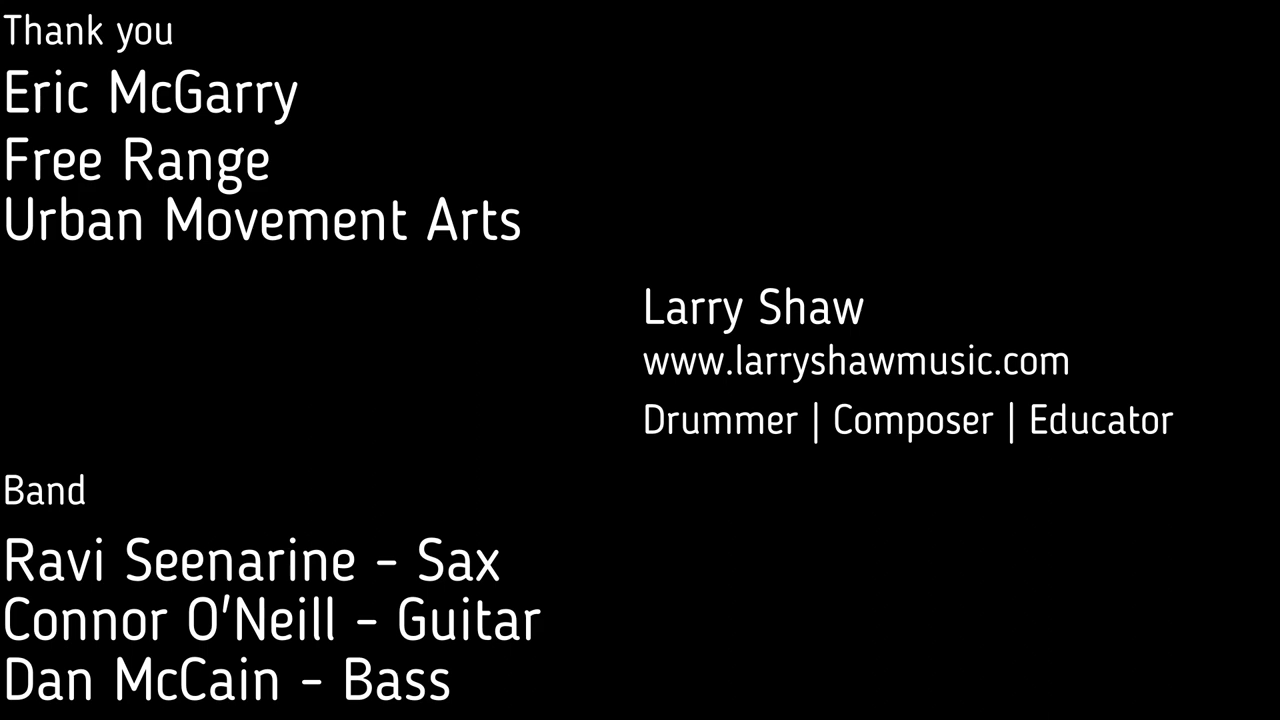 Thank you
Eric McGarry
Free Range
Urban Movement Arts
Larry Shaw
www.larryshawmusic.com
Drummer | Composer | Educator
Band
Ravi Seenarine - Sax
Connor O'Neill - Guitar
Dan McCain - Bass